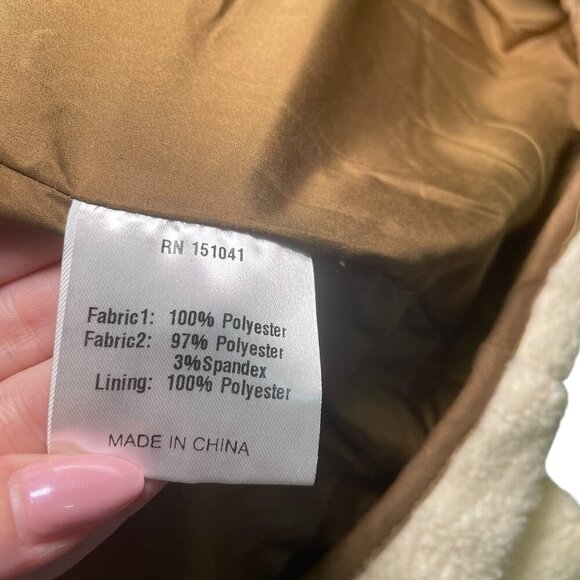 RN 151041
Fabric1: 100% Polyester
Fabric2: 97% Polyester
3%Spandex
Lining: 100% Polyester
MADE IN CHINA